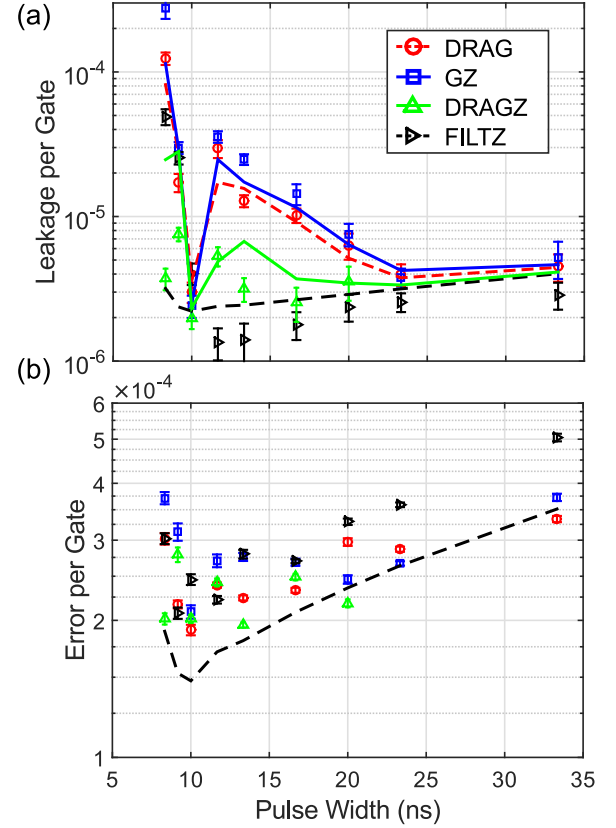 (a)
Leakage per Gate
10⁻⁴
10⁻⁵
10⁻⁶
DRAG
GZ
DRAGZ
FILTZ
(b)
×10⁻⁴
Error per Gate
6
5
4
3
2
1
5 10 15 20 25 30 35
Pulse Width (ns)